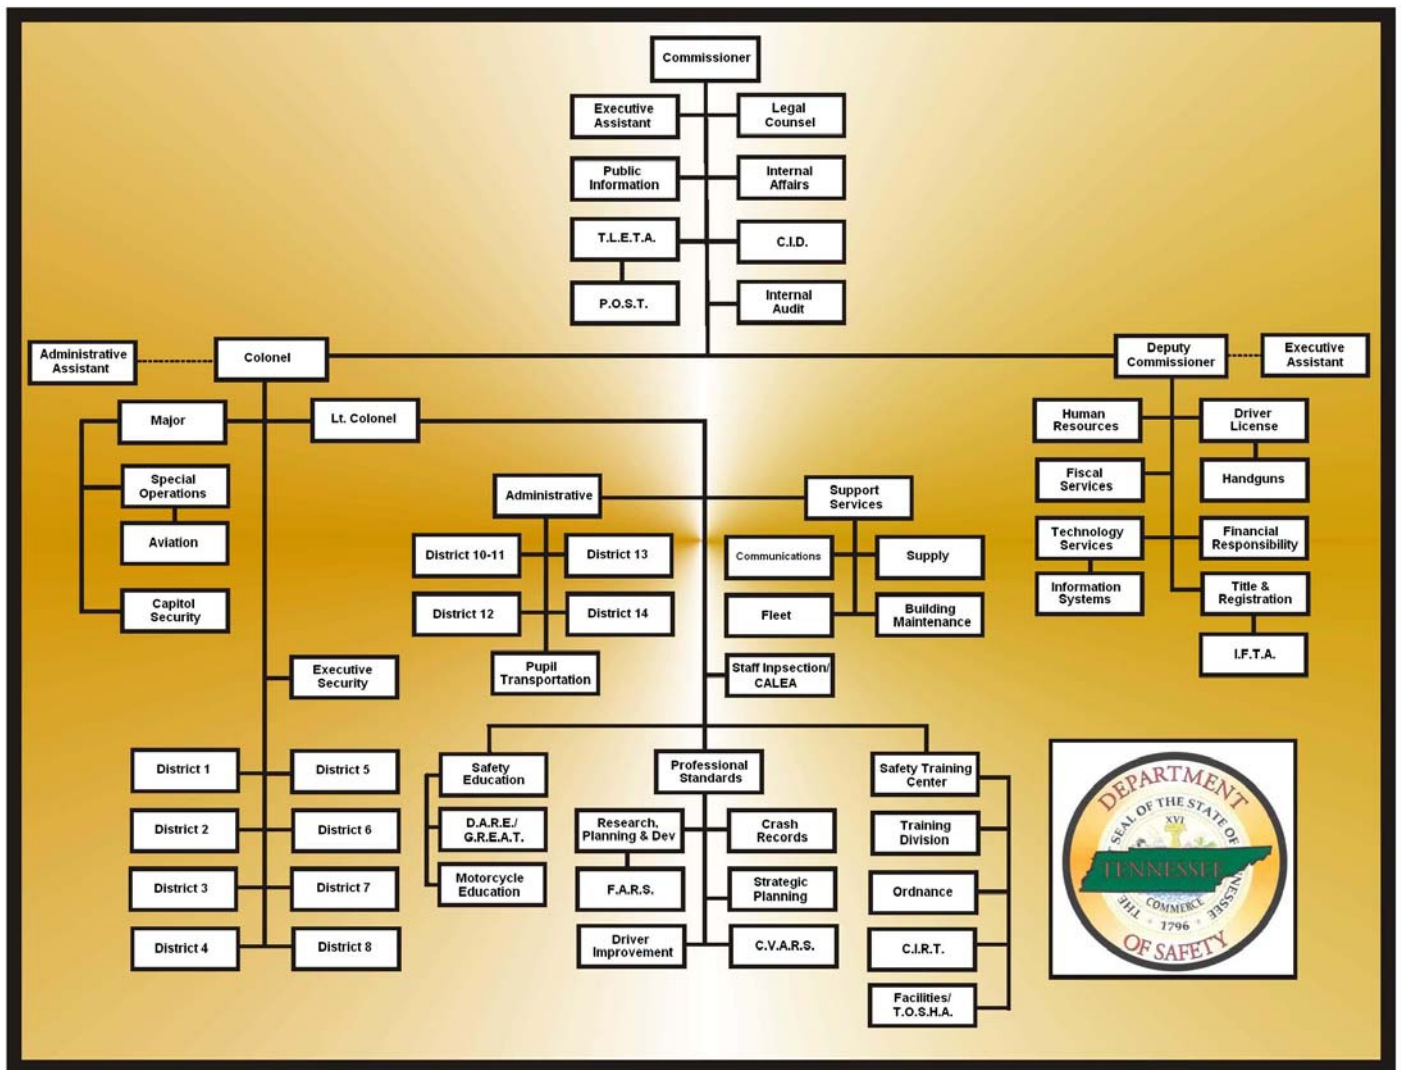 Commissioner
Executive
Assistant
Legal
Counsel
Public
Information
Internal
Affairs
T.L.E.T.A.
C.I.D.
P.O.S.T.
Internal
Audit
Administrative
Assistant
Colonel
Deputy
Commissioner
Executive
Assistant
Major
Lt. Colonel
Human
Resources
Driver
License
Special
Operations
Administrative
Support
Services
Fiscal
Services
Handguns
Aviation
District 10-11
District 13
Communications
Supply
Technology
Services
Financial
Responsibility
Capitol
Security
District 12
District 14
Fleet
Building
Maintenance
Information
Systems
Title &
Registration
Executive
Security
Pupil
Transportation
Staff Inpsection/
CALEA
I.F.T.A.
District 1
District 5
Safety
Education
Professional
Standards
Safety Training
Center
District 2
District 6
D.A.R.E./
G.R.E.A.T.
Research,
Planning & Dev
Crash
Records
Training
Division
District 3
District 7
Motorcycle
Education
F.A.R.S.
Strategic
Planning
Ordnance
District 4
District 8
Driver
Improvement
C.V.A.R.S.
C.I.R.T.
Facilities/
T.O.S.H.A.
DEPARTMENT
THE SEAL OF THE STATE OF TENNESSEE
XVI
TENNESSEE
COMMERCE
1796
OF SAFETY